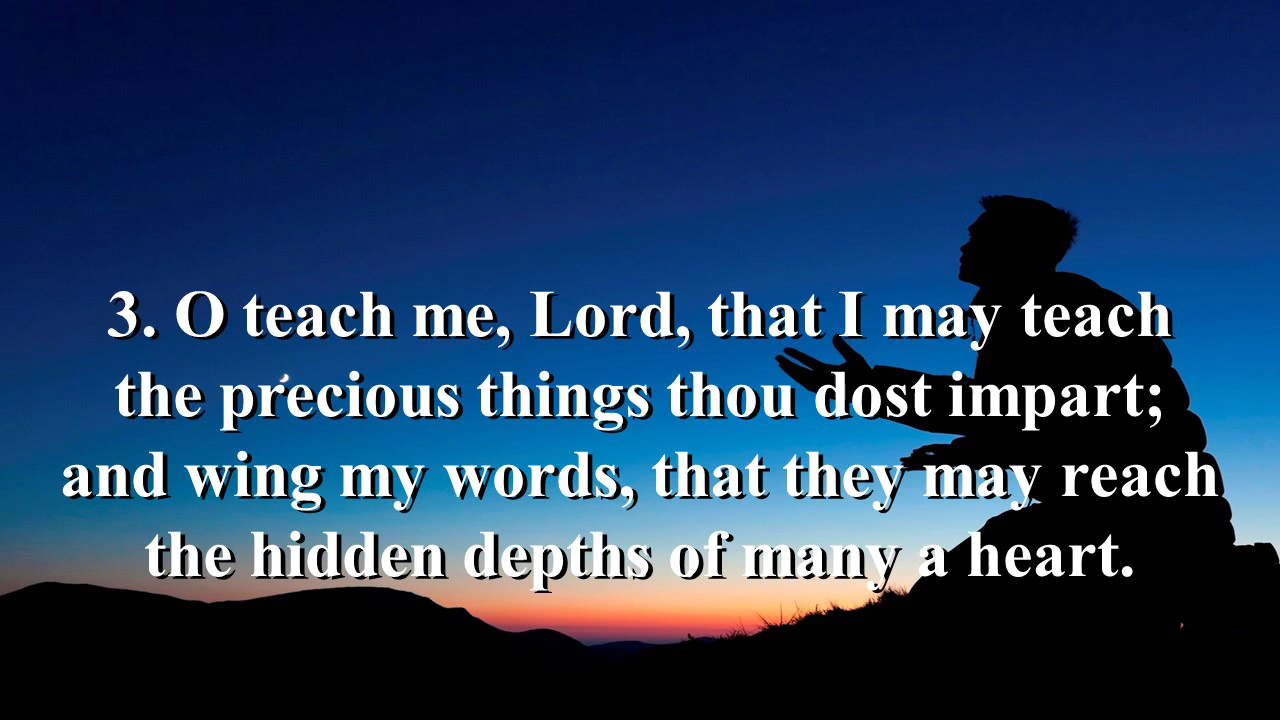 3. O teach me, Lord, that I may teach
the precious things thou dost impart;
and wing my words, that they may reach
the hidden depths of many a heart.